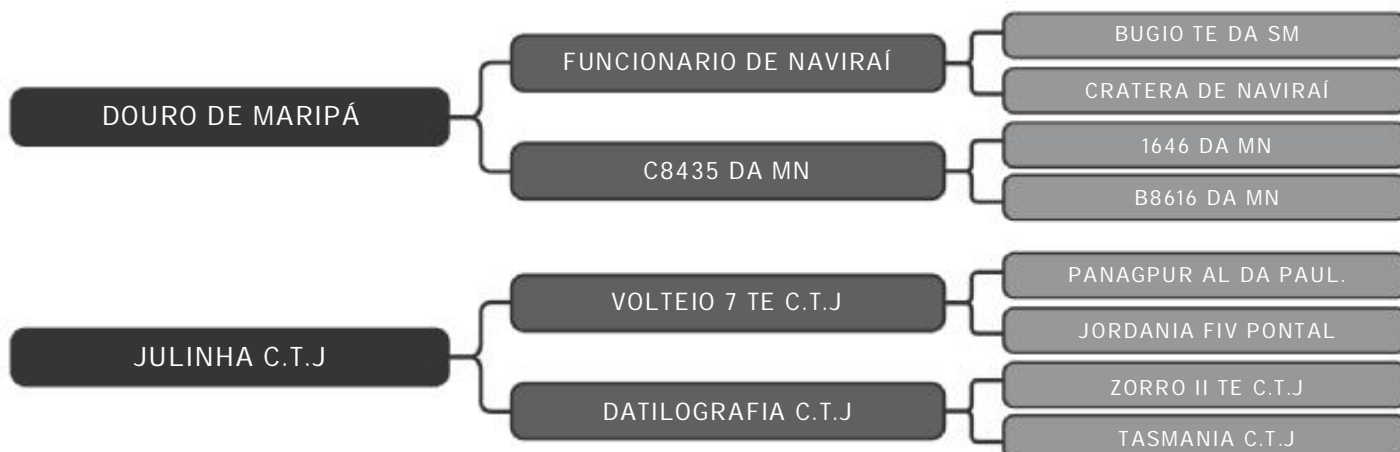 DOURO DE MARIPÁ
FUNCIONARIO DE NAVIRAÍ
BUGIO TE DA SM
CRATERA DE NAVIRAÍ
C8435 DA MN
1646 DA MN
B8616 DA MN
JULINHA C.T.J
VOLTEIO 7 TE C.T.J
PANAGPUR AL DA PAUL.
JORDANIA FIV PONTAL
DATILOGRAFIA C.T.J
ZORRO II TE C.T.J
TASMANIA C.T.J